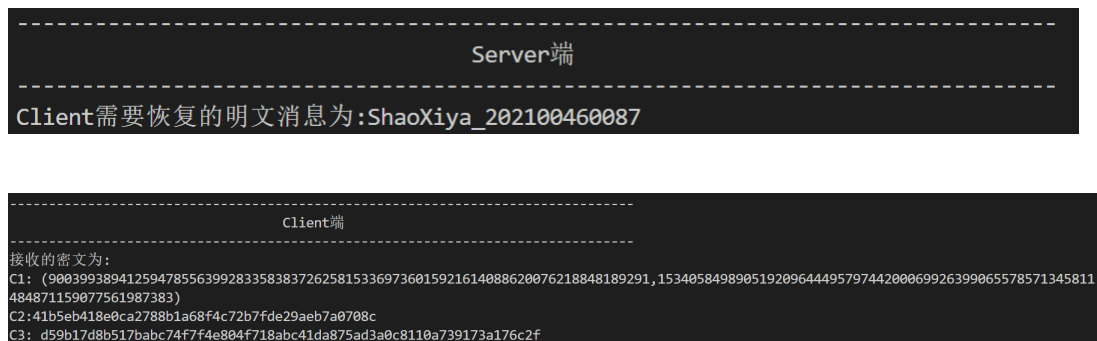 --------------------------------------------------------------------------------
Server端
--------------------------------------------------------------------------------
Client需要恢复的明文消息为:ShaoXiya_202100460087
--------------------------------------------------------------------------------
Client端
--------------------------------------------------------------------------------
接收的密文为:
C1: (90039938941259478556399283358383726258153369736015921614088620076218848189291,15340584989051920964449579744200069926399065578571345811
484871159077561987383)
C2:41b5eb418e0ca2788b1a68f4c72b7fde29aeb7a0708c
C3: d59b17d8b517babc74f7f4e804f718abc41da875ad3a0c8110a739173a176c2f